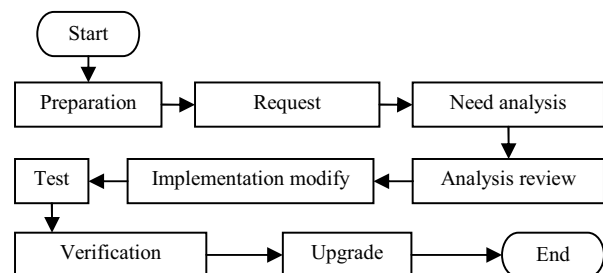 Start
Preparation
Request
Need analysis
Analysis review
Implementation modify
Test
Verification
Upgrade
End